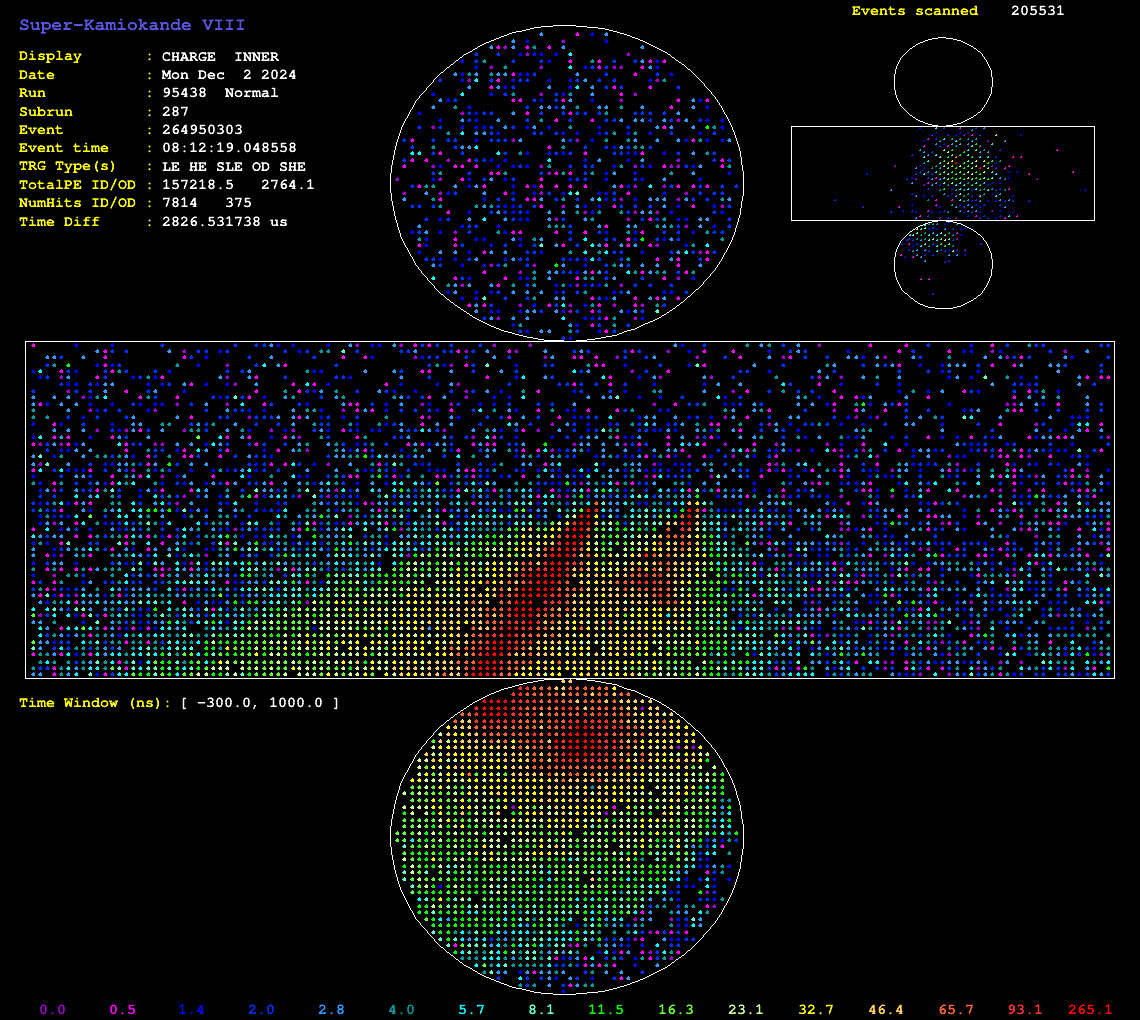 Super-Kamiokande VIII
Events scanned 205531
Display : CHARGE INNER
Date : Mon Dec 2 2024
Run : 95438 Normal
Subrun : 287
Event : 264950303
Event time : 08:12:19.048558
TRG Type(s) : LE HE SLE OD SHE
TotalPE ID/OD : 157218.5 2764.1
NumHits ID/OD : 7814 375
Time Diff : 2826.531738 us
Time Window (ns): [ -300.0, 1000.0 ]
0.0 0.5 1.4 2.0 2.8 4.0 5.7 8.1 11.5 16.3 23.1 32.7 46.4 65.7 93.1 265.1